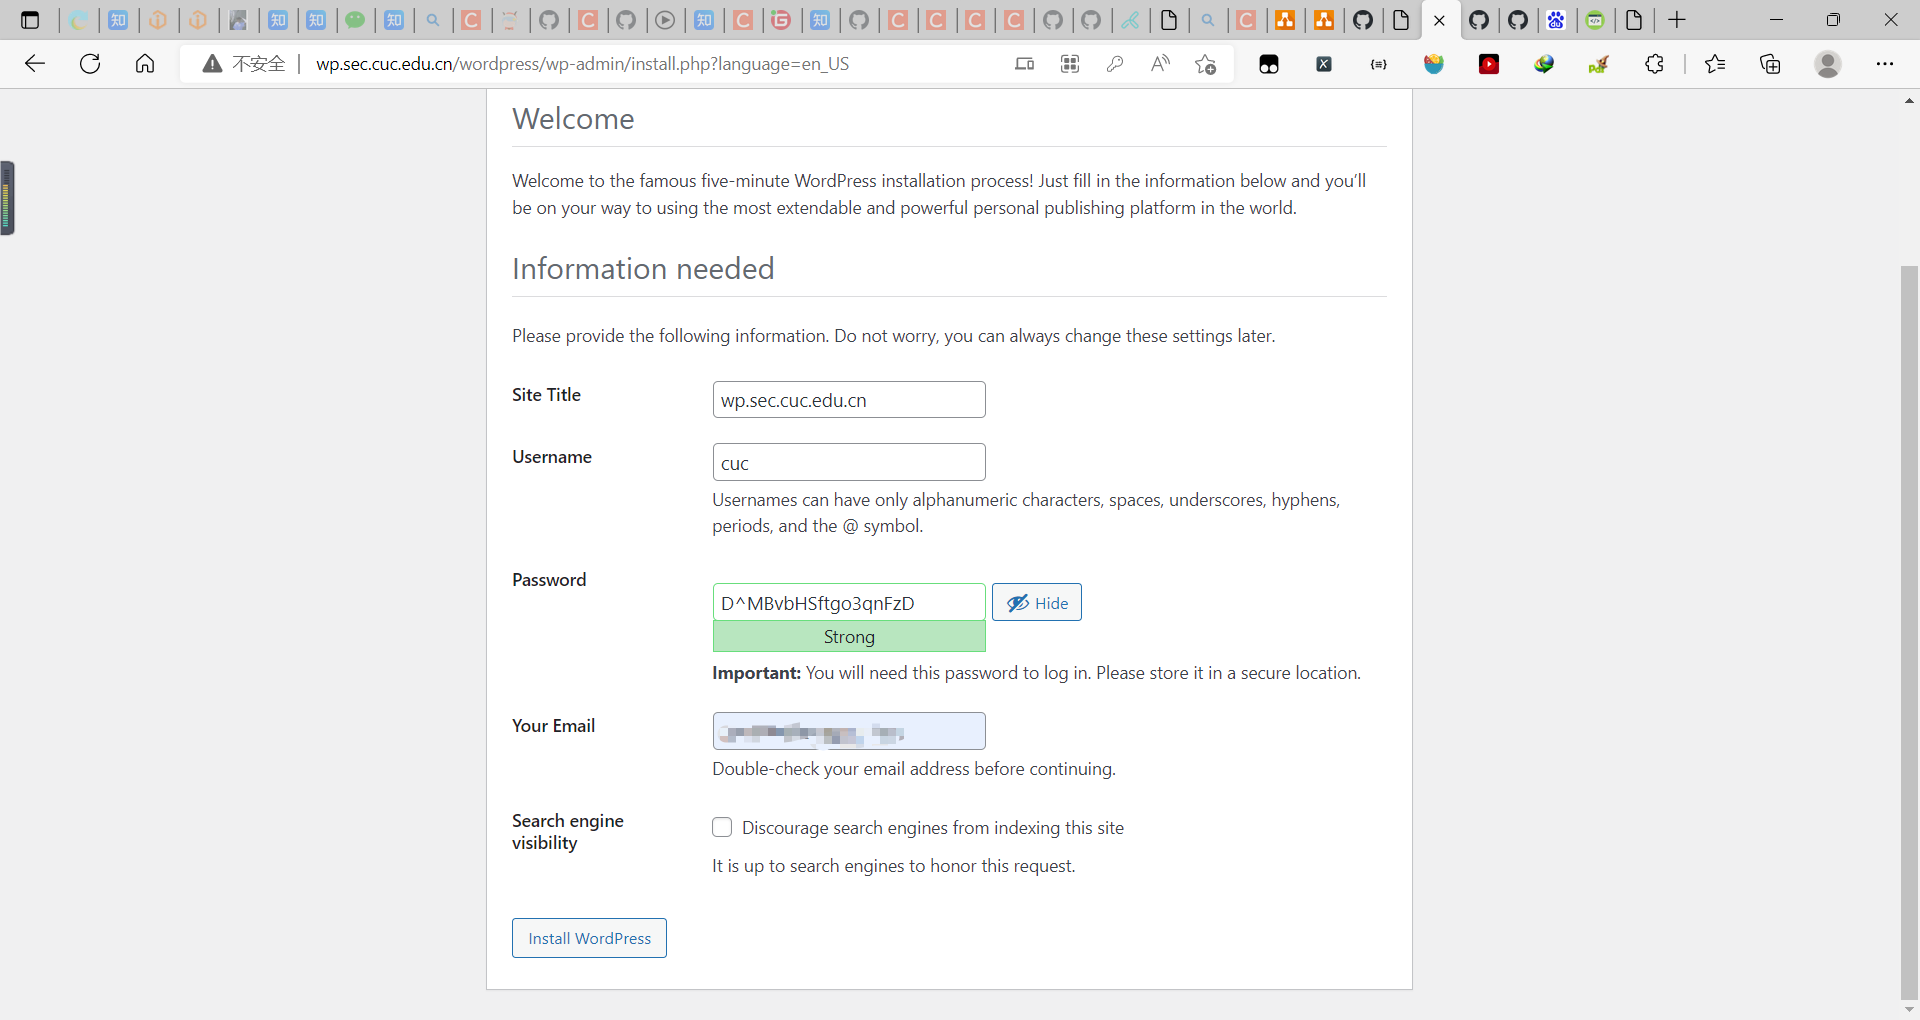 不安全 wp.sec.cuc.edu.cn/wordpress/wp-admin/install.php?language=en_US
Welcome
Welcome to the famous five-minute WordPress installation process! Just fill in the information below and you'll
be on your way to using the most extendable and powerful personal publishing platform in the world.
Information needed
Please provide the following information. Do not worry, you can always change these settings later.
Site Title
wp.sec.cuc.edu.cn
Username
cuc
Usernames can have only alphanumeric characters, spaces, underscores, hyphens,
periods, and the @ symbol.
Password
D^MBvbHSftgo3qnFzD
Hide
Strong
Important: You will need this password to log in. Please store it in a secure location.
Your Email
Double-check your email address before continuing.
Search engine
visibility
Discourage search engines from indexing this site
It is up to search engines to honor this request.
Install WordPress